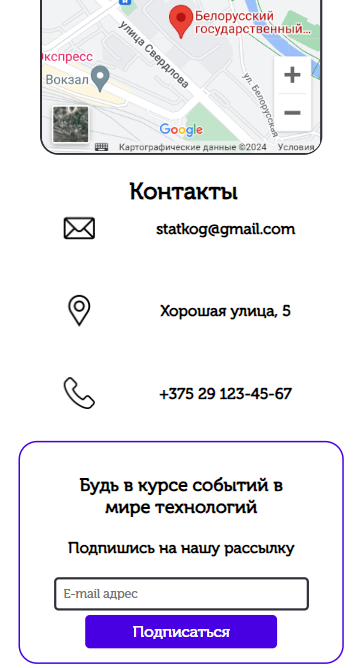 Белорусский
государственный...
улица Свердлова
Экспресс
Вокзал
ул. Белорусская
Google
Картографические данные ©2024 Условия
Контакты
statkog@gmail.com
Хорошая улица, 5
+375 29 123-45-67
Будь в курсе событий в
мире технологий
Подпишись на нашу рассылку
E-mail адрес
Подписаться